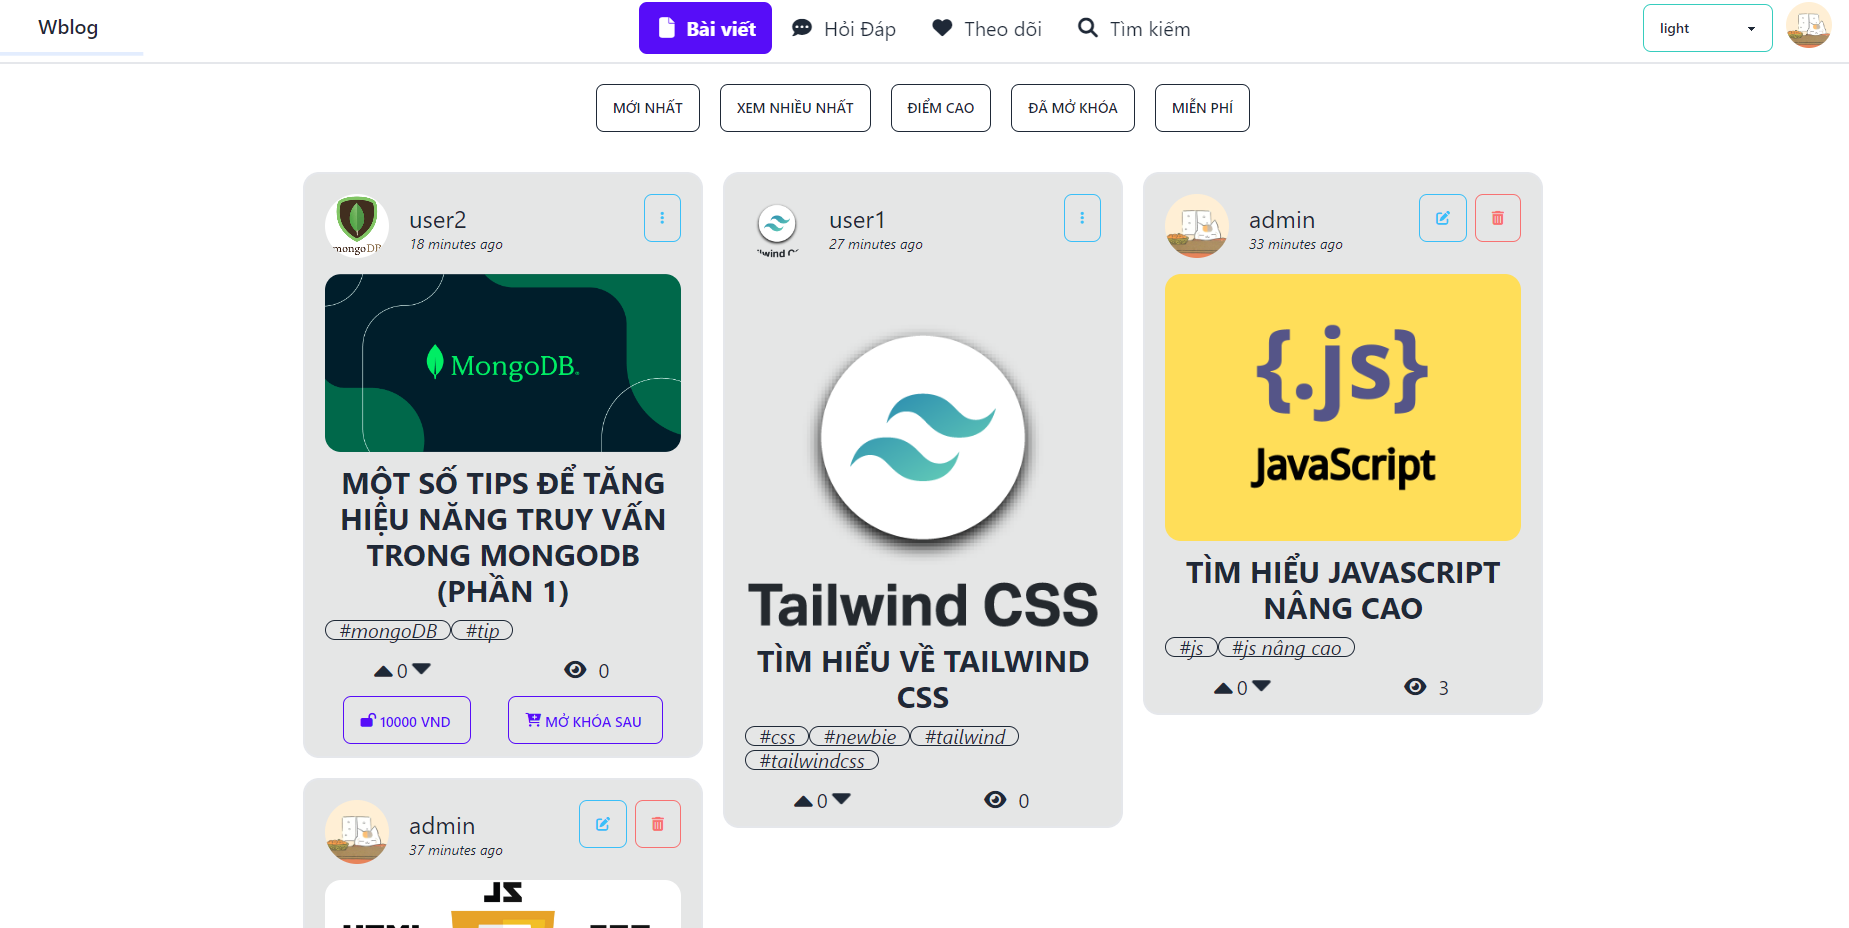 Wblog
Bài viết
Hỏi Đáp
Theo dõi
Tìm kiếm
light
MỚI NHẤT
XEM NHIỀU NHẤT
ĐIỂM CAO
ĐÃ MỞ KHÓA
MIỄN PHÍ
mongoDB
user2
18 minutes ago
MongoDB
MỘT SỐ TIPS ĐỂ TĂNG
HIỆU NĂNG TRUY VẤN
TRONG MONGODB
(PHẦN 1)
#mongoDB #tip
0
0
10000 VND
MỞ KHÓA SAU
admin
37 minutes ago
JS
user1
27 minutes ago
Tailwind CSS
TÌM HIỂU VỀ TAILWIND
CSS
#css #newbie #tailwind
#tailwindcss
0
0
admin
33 minutes ago
{.js}
JavaScript
TÌM HIỂU JAVASCRIPT
NÂNG CAO
#js #js nâng cao
0
3